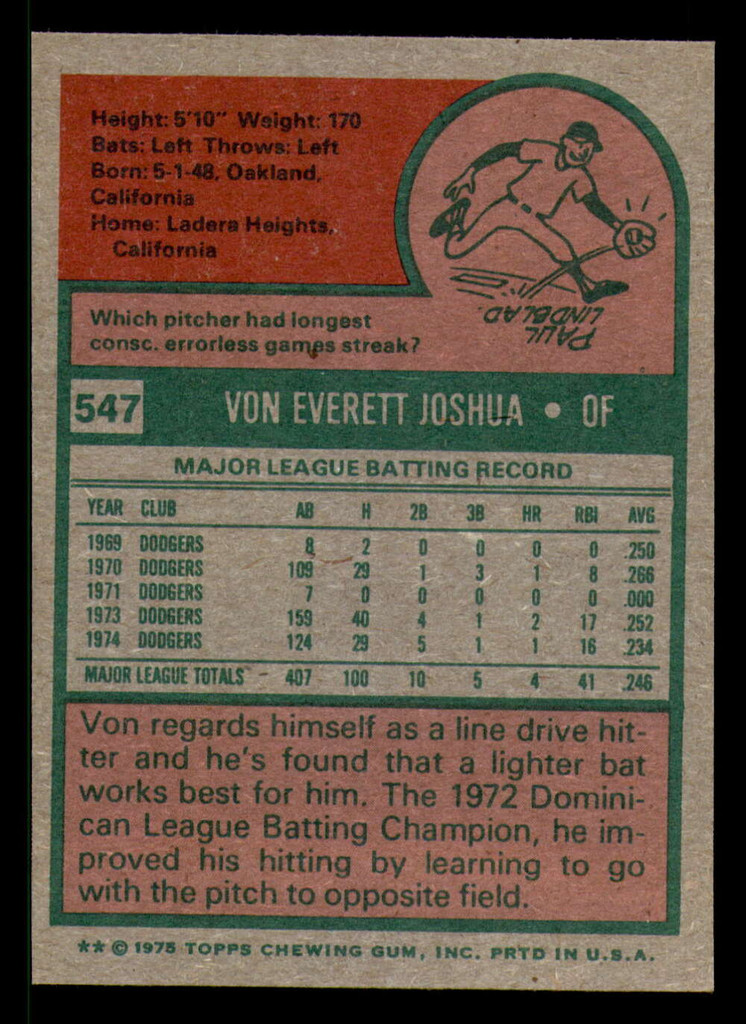 Height: 5'10" Weight: 170
Bats: Left Throws: Left
Born: 5-1-48, Oakland,
California
Home: Ladera Heights,
California
Which pitcher had longest
consc. errorless games streak?
PAUL
LINDBLAD.
547 VON EVERETT JOSHUA • OF
MAJOR LEAGUE BATTING RECORD
YEAR CLUB AB H 2B 3B HR RBI AVG
1969 DODGERS 8 2 0 0 0 0 .250
1970 DODGERS 109 29 1 3 1 8 .266
1971 DODGERS 7 0 0 0 0 0 .000
1973 DODGERS 159 40 4 1 2 17 .252
1974 DODGERS 124 29 5 1 1 16 .234
MAJOR LEAGUE TOTALS 407 100 10 5 4 41 .246
Von regards himself as a line drive hit-
ter and he's found that a lighter bat
works best for him. The 1972 Domini-
can League Batting Champion, he im-
proved his hitting by learning to go
with the pitch to opposite field.
** © 1975 TOPPS CHEWING GUM, INC. PRTD IN U.S.A.